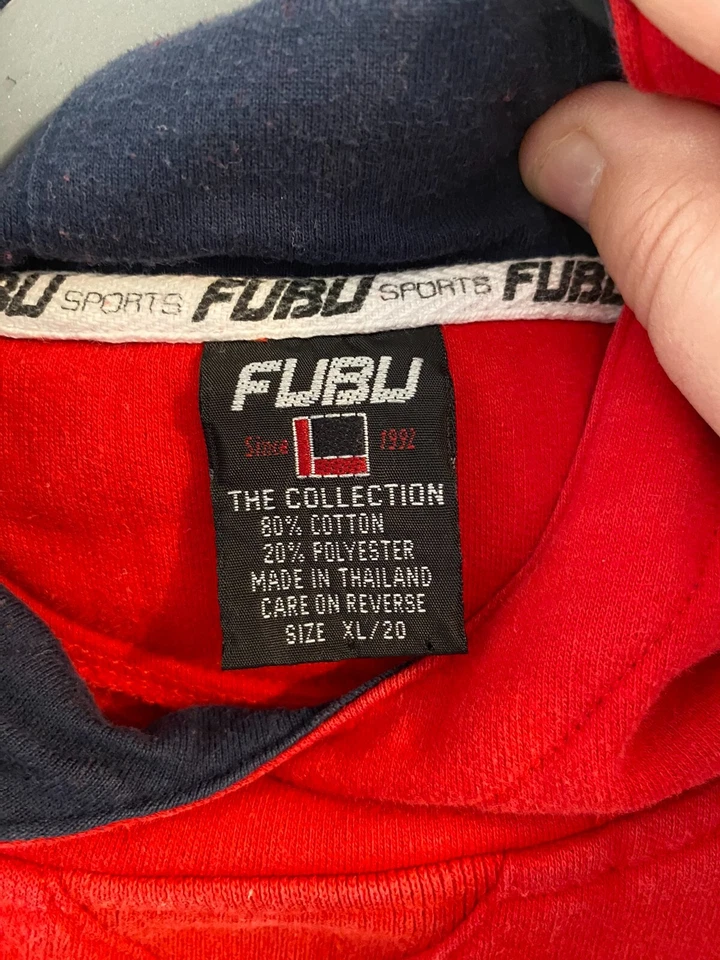 FUBU SPORTS FUBU SPORTS FUBU
FUBU
Since 1992
THE COLLECTION
80% COTTON
20% POLYESTER
MADE IN THAILAND
CARE ON REVERSE
SIZE XL/20